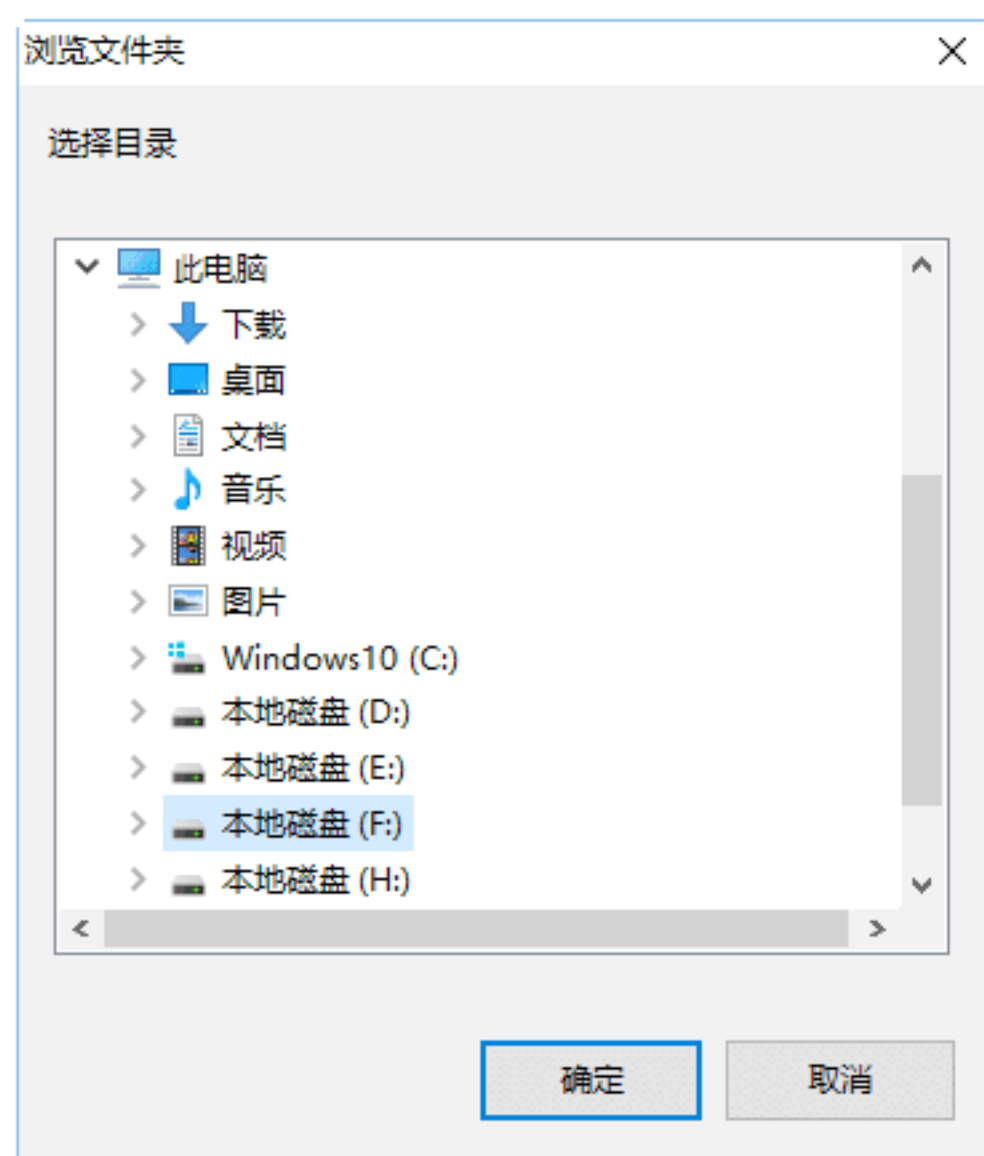 浏览文件夹
选择目录
此电脑
下载
桌面
文档
音乐
视频
图片
Windows10 (C:)
本地磁盘 (D:)
本地磁盘 (E:)
本地磁盘 (F:)
本地磁盘 (H:)
确定 取消